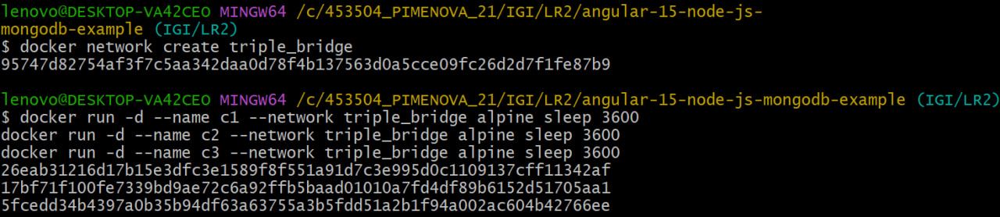 lenovo@DESKTOP-VA42CEO MINGW64 /c/453504_PIMENOVA_21/IGI/LR2/angular-15-node-js-
mongodb-example (IGI/LR2)
$ docker network create triple_bridge
95747d82754af3f7c5aa342daa0d78f4b137563d0a5cce09fc26d2d7f1fe87b9
lenovo@DESKTOP-VA42CEO MINGW64 /c/453504_PIMENOVA_21/IGI/LR2/angular-15-node-js-mongodb-example (IGI/LR2)
$ docker run -d --name c1 --network triple_bridge alpine sleep 3600
docker run -d --name c2 --network triple_bridge alpine sleep 3600
docker run -d --name c3 --network triple_bridge alpine sleep 3600
26eab31216d17b15e3dfc3e1589f8f551a91d7c3e995d0c1109137cff11342af
17bf71f100fe7339bd9ae72c6a92ffb5baad01010a7fd4df89b6152d51705aa1
5fcedd34b4397a0b35b94df63a63755a3b5fdd51a2b1f94a002ac604b42766ee